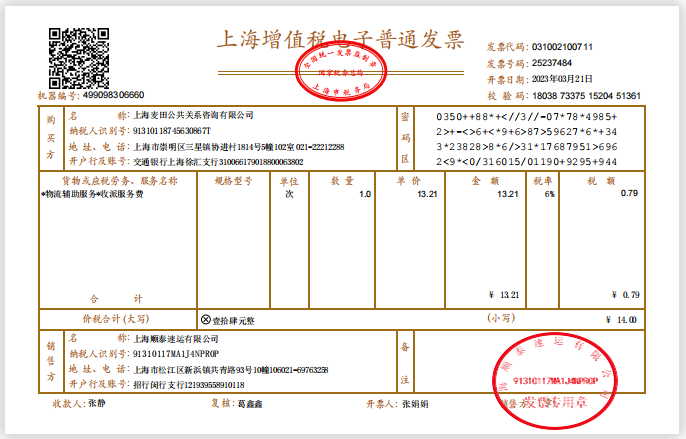 上海增值税电子普通发票
全国统一发票监制章
国家税务总局
上海市税务局
发票代码: 031002100711
发票号码: 25237484
开票日期: 2023年03月21日
校 验 码: 18038 73375 15204 51361
机器编号: 499098306660
购买方
名 称: 上海麦田公共关系咨询有限公司
纳税人识别号: 91310118745630867T
地 址、电 话: 上海市崇明区三星镇协进村1814号5幢102室 021-22212288
开户行及账号: 交通银行上海徐汇支行310066179018800063802
密码区
0350++88*+<//3//-07*78*4985+
2>+-<>6+<*9+6>87>59627*6*+34
3*23828>8*6/>31*17687951>696
2<9*<0/316015/01190+9295+944
货物或应税劳务、服务名称 规格型号 单位 数 量 单 价 金 额 税率 税 额
*物流辅助服务*收派服务费 次 1.0 13.21 13.21 6% 0.79
合 计 ¥ 13.21 ¥ 0.79
价税合计(大写) ⊗壹拾肆元整 (小写) ¥ 14.00
销售方
名 称: 上海顺泰速运有限公司
纳税人识别号: 91310117MA1J4NPR0P
地 址、电 话: 上海市松江区新浜镇共青路93号10幢106021-69763258
开户行及账号: 招行闵行支行121939558910118
备注
收款人: 张静 复核: 葛鑫鑫 开票人: 张娟娟 销售方:
顺泰速运有限公司
91310117MA1J4NPR0P
发票专用章